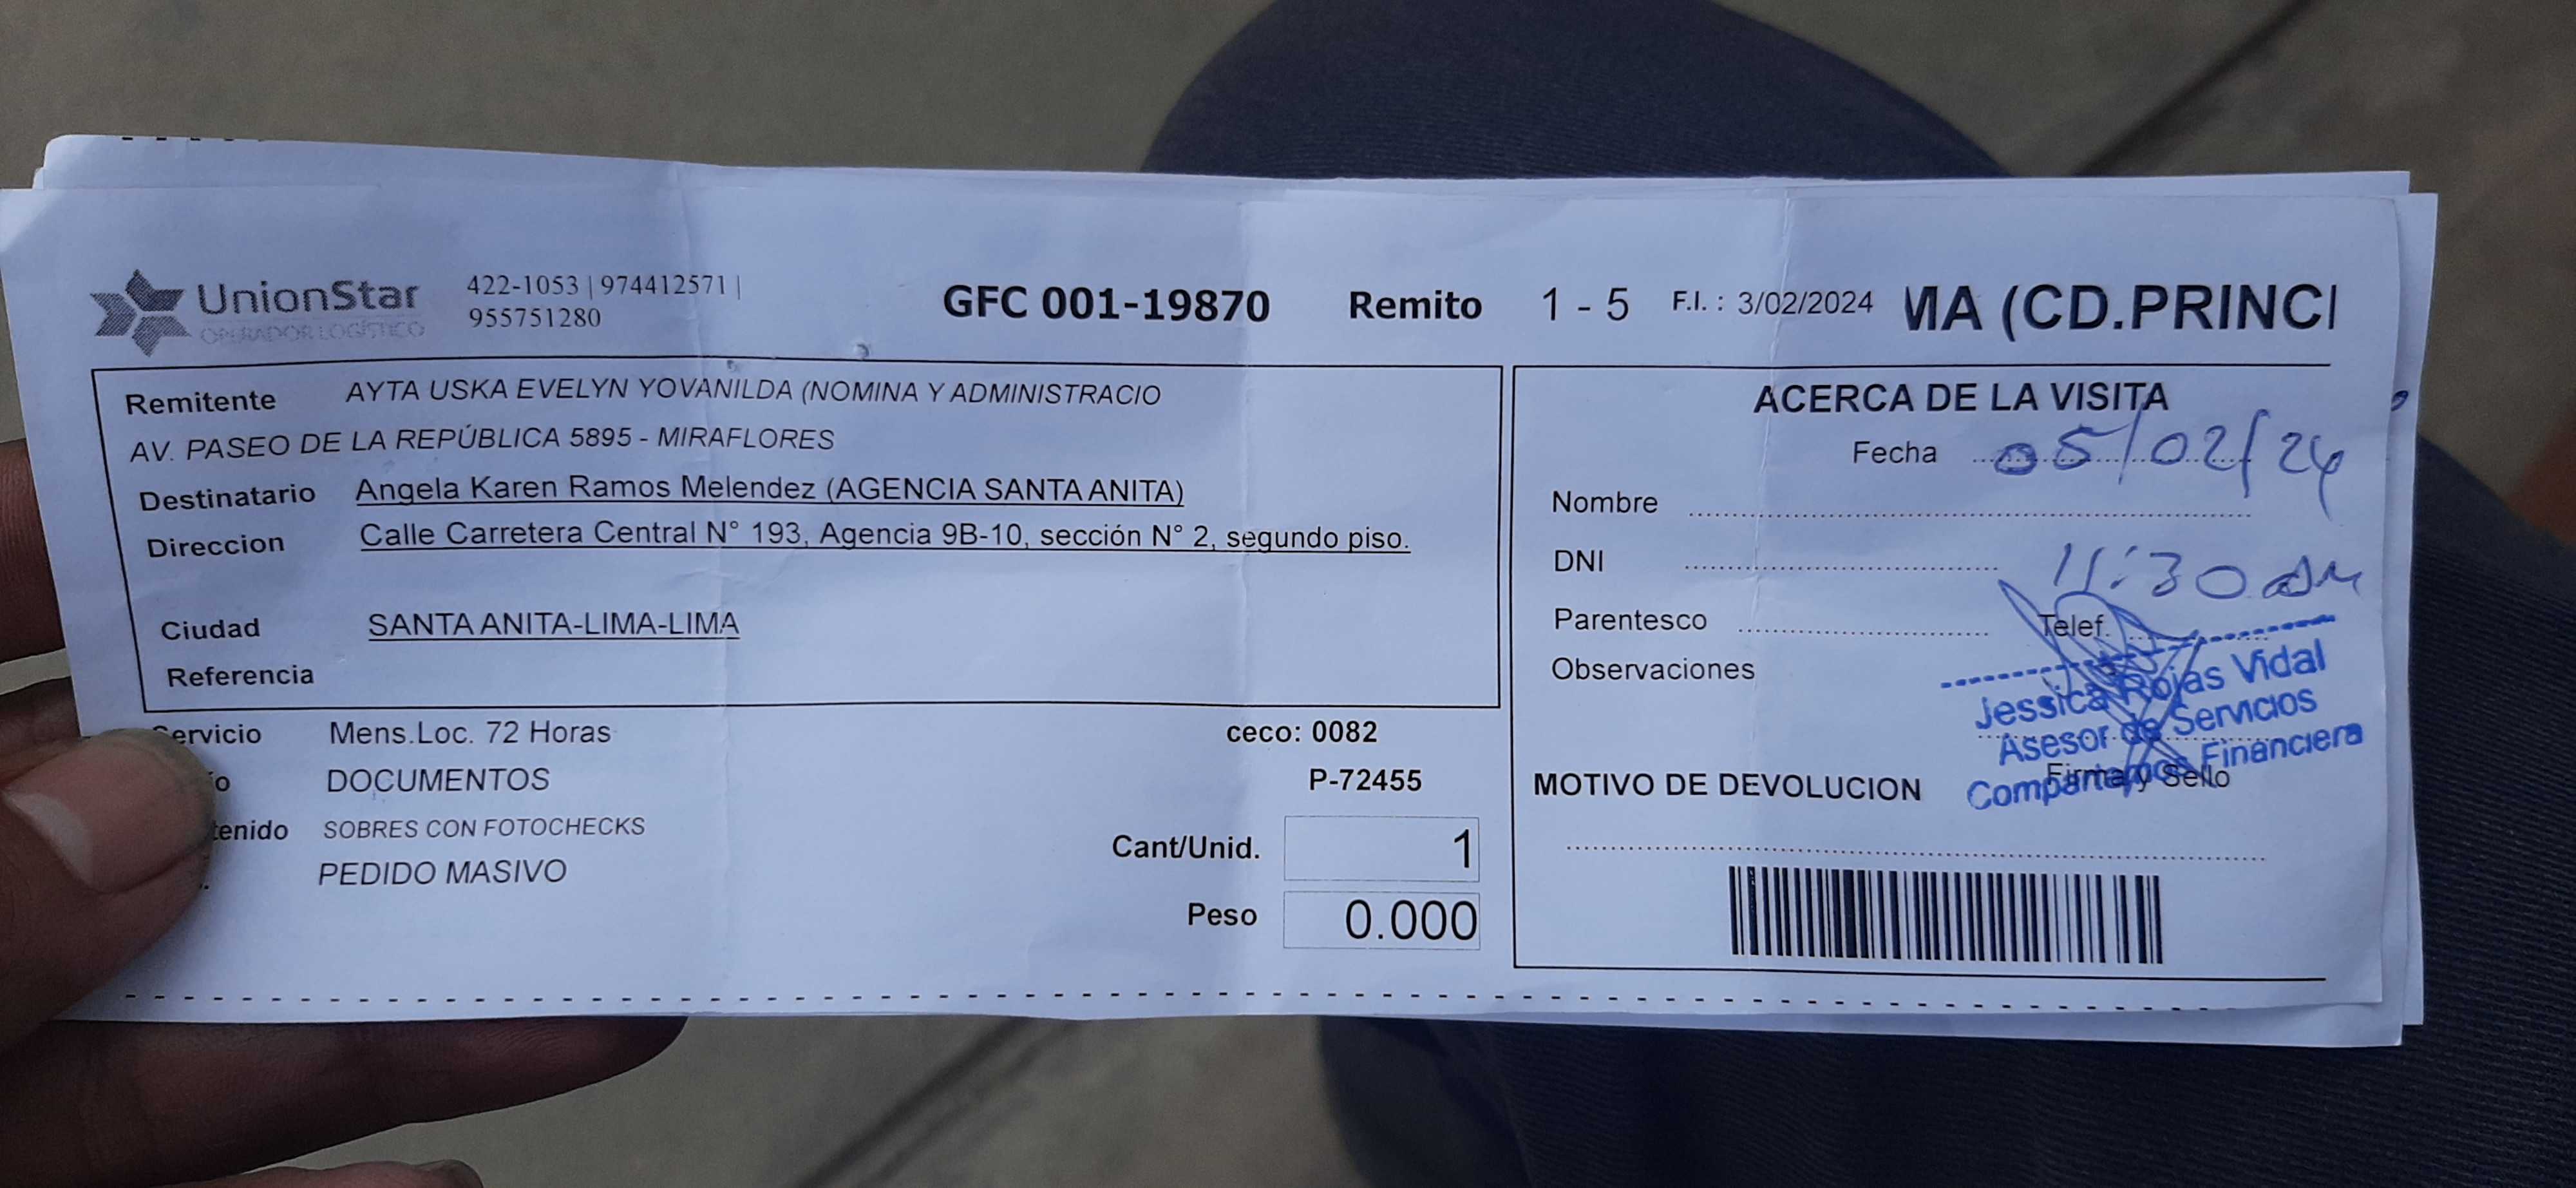 UnionStar
OPERADOR LOGÍSTICO
422-1053 | 974412571 |
955751280
GFC 001-19870 Remito 1 - 5 F.I. : 3/02/2024 MA (CD.PRINCI
Remitente AYTA USKA EVELYN YOVANILDA (NOMINA Y ADMINISTRACIO
AV. PASEO DE LA REPÚBLICA 5895 - MIRAFLORES
Destinatario Angela Karen Ramos Melendez (AGENCIA SANTA ANITA)
Direccion Calle Carretera Central N° 193, Agencia 9B-10, sección N° 2, segundo piso.
Ciudad SANTA ANITA-LIMA-LIMA
Referencia
Servicio Mens.Loc. 72 Horas
ceco: 0082
DOCUMENTOS
P-72455
tenido SOBRES CON FOTOCHECKS
PEDIDO MASIVO
Cant/Unid. 1
Peso 0.000
ACERCA DE LA VISITA
Fecha 05/02/24
Nombre
DNI 11:30 am
Parentesco Telef.
Observaciones
Jessica Rojas Vidal
Asesor de Servicios
Compartamos Financiera
Firma y Sello
MOTIVO DE DEVOLUCION